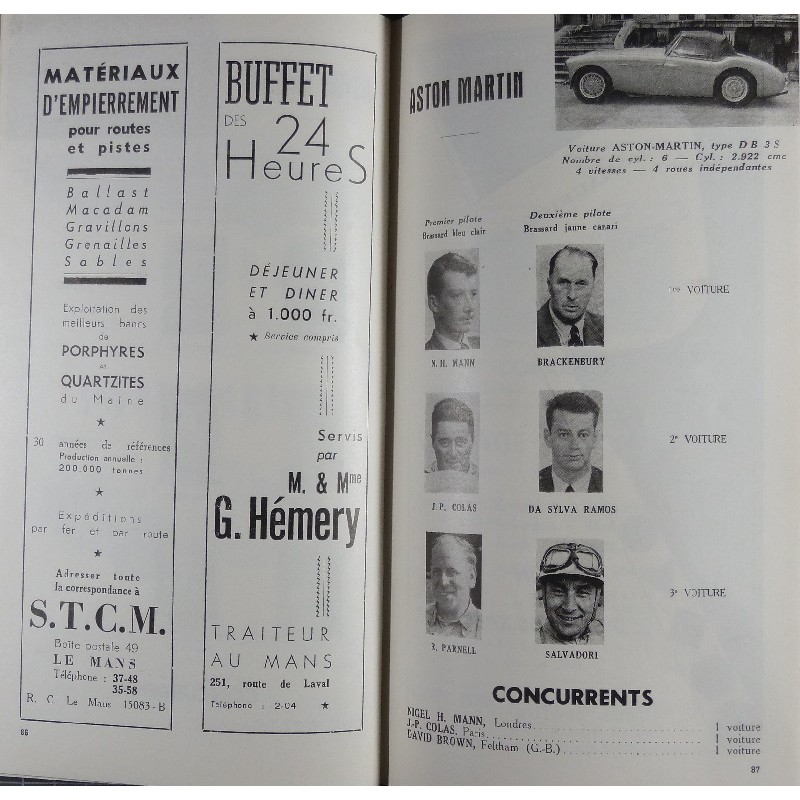 MATÉRIAUX
D'EMPIERREMENT
pour routes
et pistes
Ballast
Macadam
Gravillons
Grenailles
Sables
Exploitation des
meilleurs bancs
de
PORPHYRES
et
QUARTZITES
du Maine
★
30 années de références
Production annuelle :
200.000 tonnes
★
Expéditions
par fer et par route
★
Adresser toute
la correspondance à
S.T.C.M.
Boîte postale 49
LE MANS
Téléphone : 37-48
35-58
R. C. Le Mans 15083-B
86
BUFFET
DES 24
HeureS
DÉJEUNER
ET DINER
à 1.000 fr.
★ Service compris
Servis
par
M. & Mme
G. Hémery
TRAITEUR
AU MANS
251, route de Laval
Téléphone : 2-04 ★
ASTON MARTIN
Voiture ASTON-MARTIN, type DB 3 S
Nombre de cyl. : 6 — Cyl. : 2.922 cmc
4 vitesses — 4 roues indépendantes
Premier pilote
Brassard bleu clair
Deuxième pilote
Brassard jaune canari
1re VOITURE
N. H. MANN
BRACKENBURY
2e VOITURE
J.P. COLAS
DA SYLVA RAMOS
3e VOITURE
R. PARNELL
SALVADORI
CONCURRENTS
NIGEL H. MANN, Londres 1 voiture
J.-P. COLAS, Paris 1 voiture
DAVID BROWN, Feltham (G.-B.) 1 voiture
87